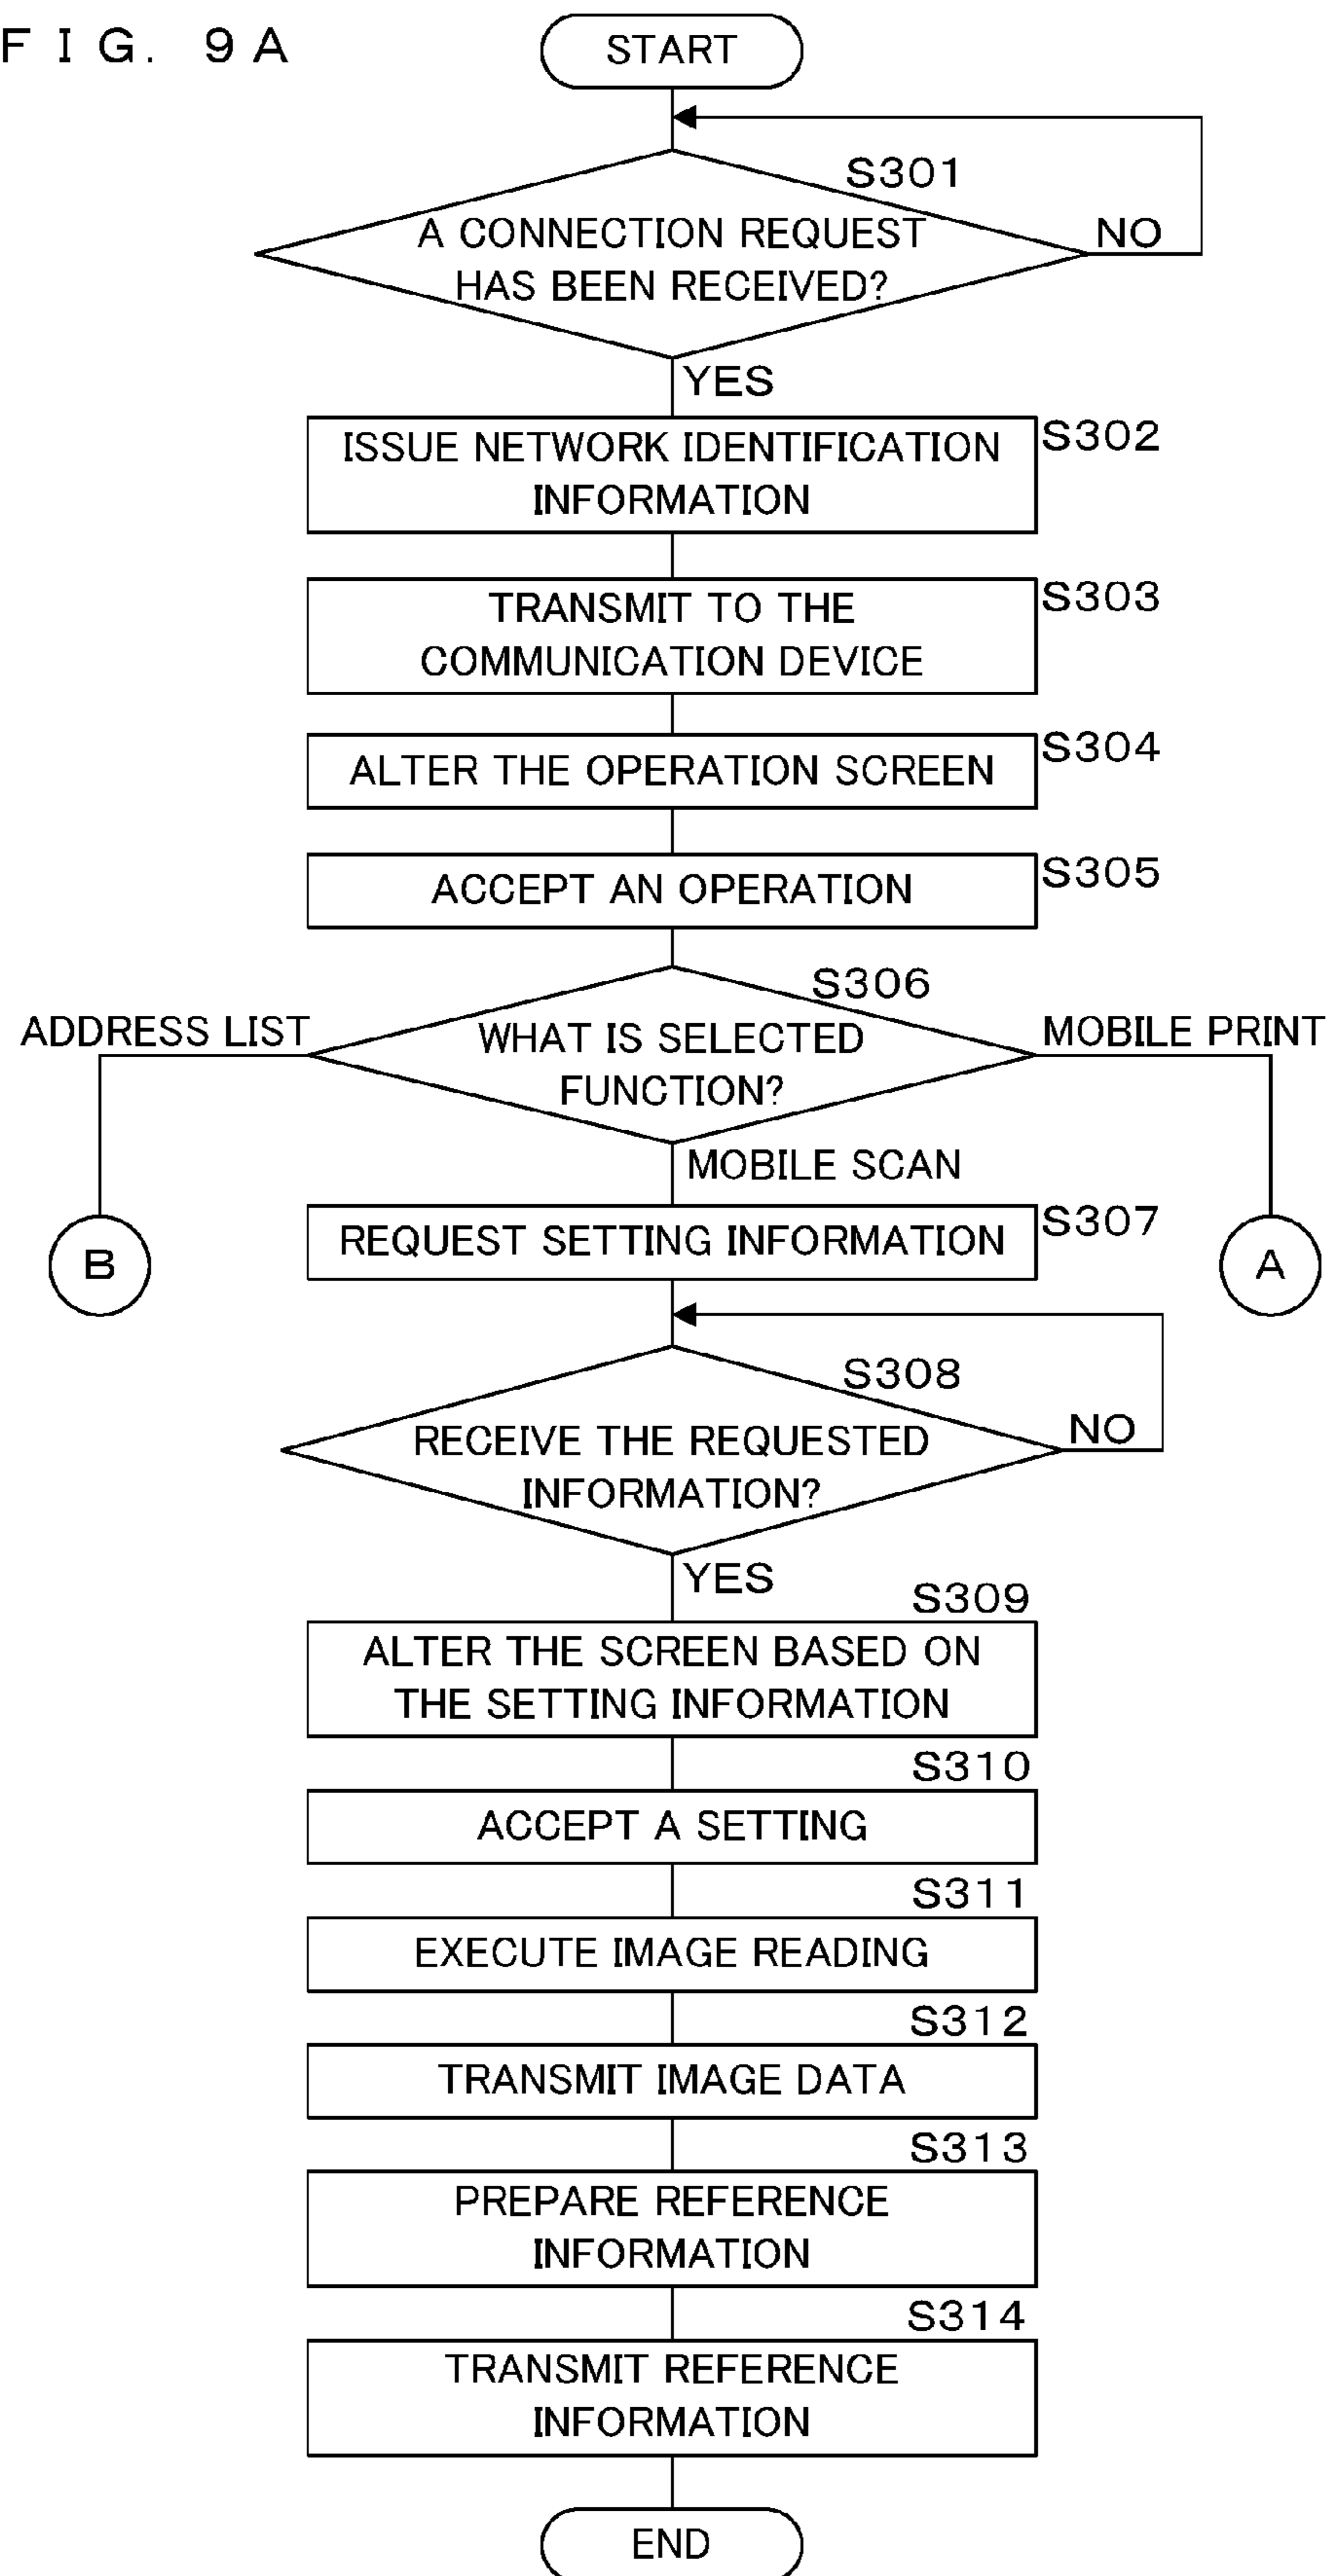 FIG. 9A
START
S301
A CONNECTION REQUEST
HAS BEEN RECEIVED?
NO
YES
S302
ISSUE NETWORK IDENTIFICATION
INFORMATION
S303
TRANSMIT TO THE
COMMUNICATION DEVICE
S304
ALTER THE OPERATION SCREEN
S305
ACCEPT AN OPERATION
S306
ADDRESS LIST
WHAT IS SELECTED
FUNCTION?
MOBILE PRINT
MOBILE SCAN
S307
REQUEST SETTING INFORMATION
B
A
S308
RECEIVE THE REQUESTED
INFORMATION?
NO
YES
S309
ALTER THE SCREEN BASED ON
THE SETTING INFORMATION
S310
ACCEPT A SETTING
S311
EXECUTE IMAGE READING
S312
TRANSMIT IMAGE DATA
S313
PREPARE REFERENCE
INFORMATION
S314
TRANSMIT REFERENCE
INFORMATION
END